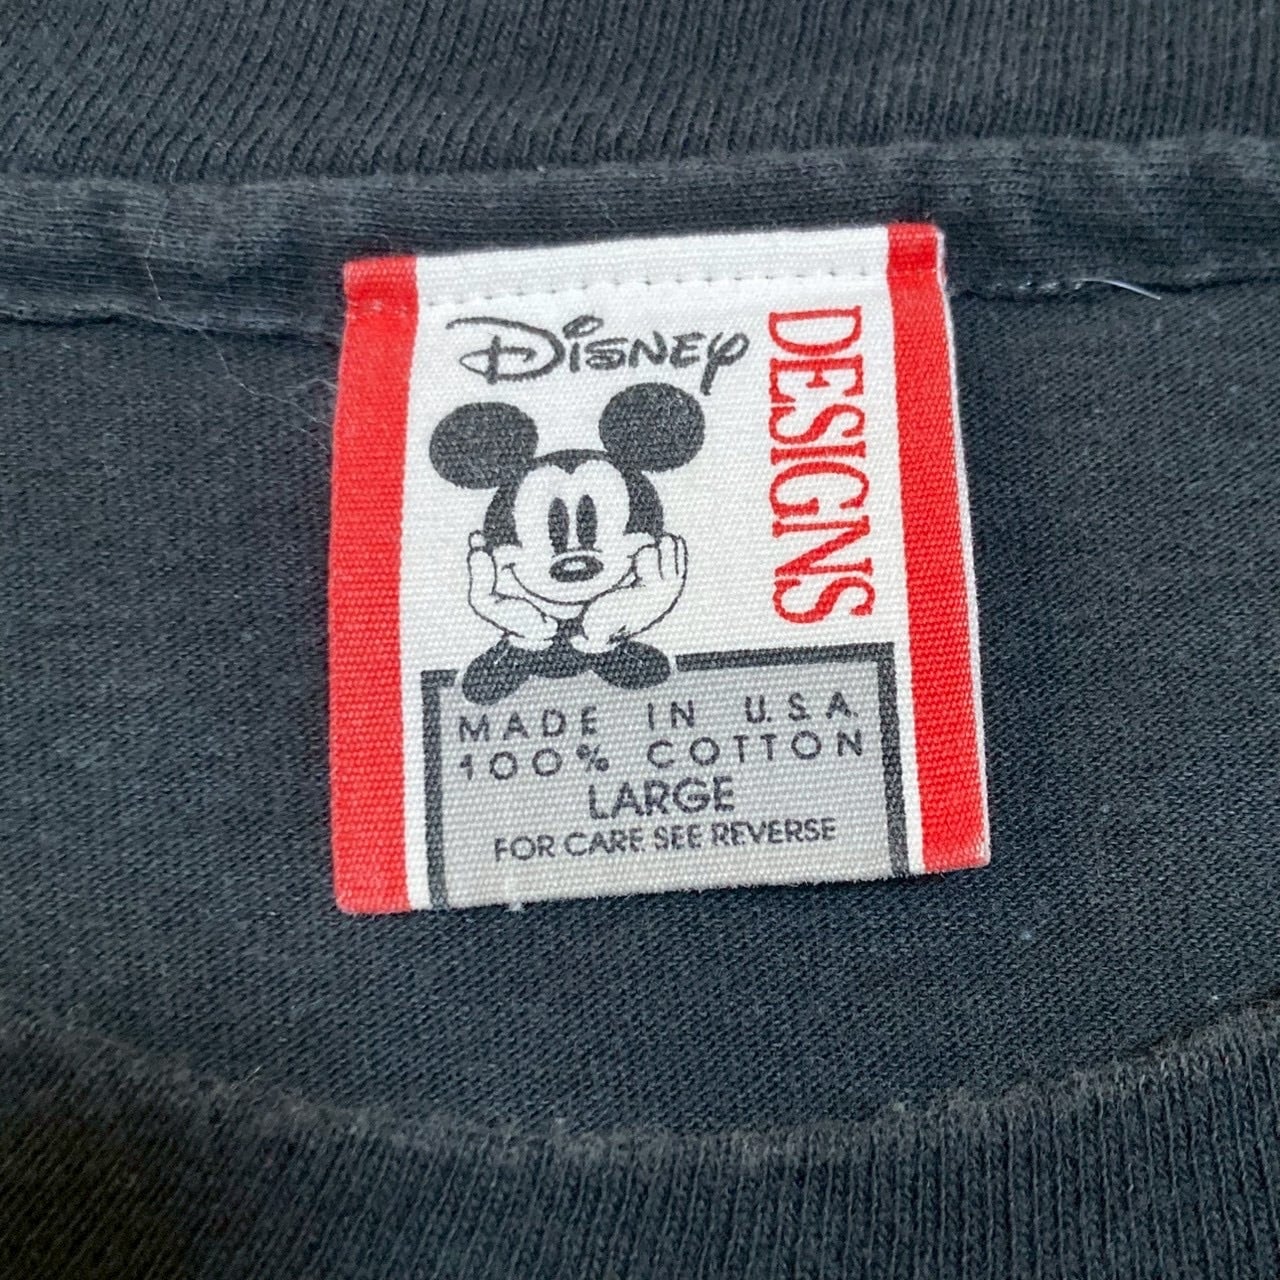 Disney
DESIGNS
MADE IN U.S.A.
100% COTTON
LARGE
FOR CARE SEE REVERSE